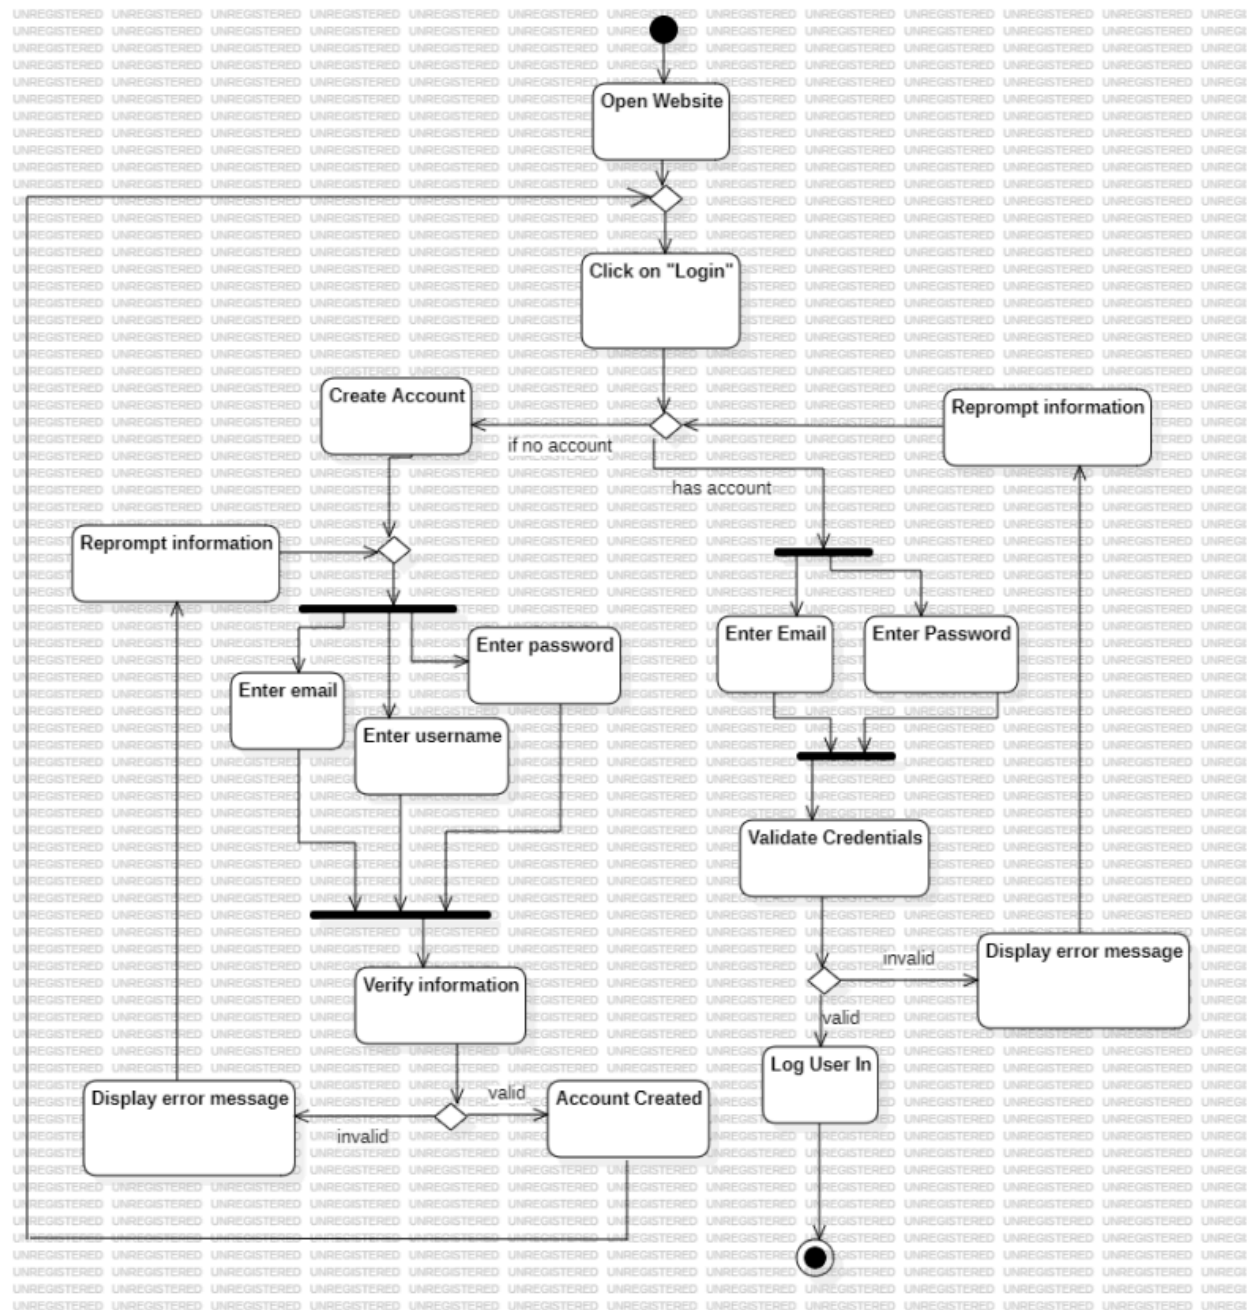 Open Website
Click on "Login"
Create Account
Reprompt information
if no account
has account
Reprompt information
Enter password
Enter Email
Enter Password
Enter email
Enter username
Validate Credentials
invalid
Display error message
Verify information
valid
Log User In
Display error message
valid
Account Created
invalid
UNREGISTERED